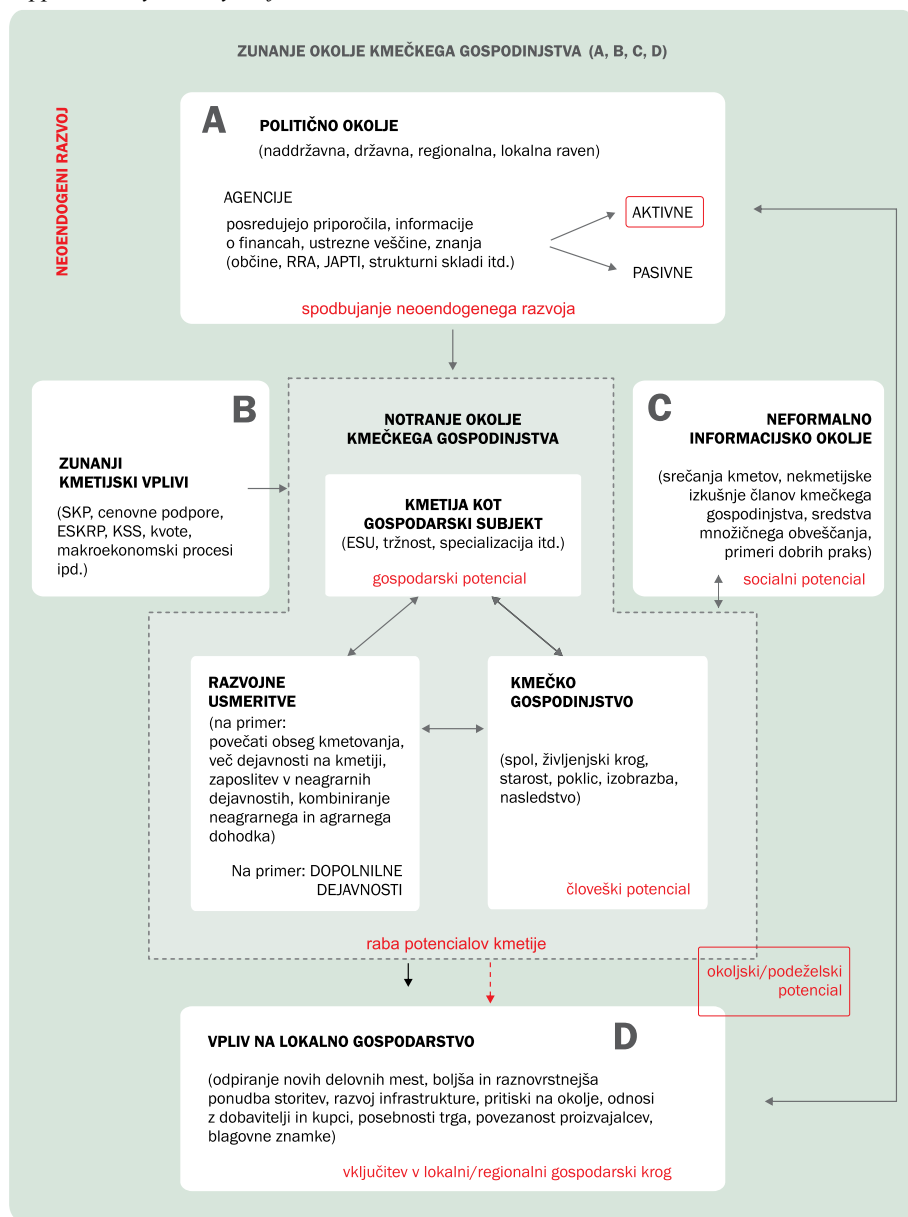 ZUNANJE OKOLJE KMEČKEGA GOSPODINJSTVA (A, B, C, D)
NEOENDOGENI RAZVOJ
A
POLITIČNO OKOLJE
(naddržavna, državna, regionalna, lokalna raven)
AGENCIJE
posredujejo priporočila, informacije
o financah, ustrezne veščine, znanja
(občine, RRA, JAPTI, strukturni skladi itd.)
AKTIVNE
PASIVNE
spodbujanje neoendogenega razvoja
B
ZUNANJI
KMETIJSKI VPLIVI
(SKP, cenovne podpore,
ESKRP, KSS, kvote,
makroekonomski procesi
ipd.)
NOTRANJE OKOLJE
KMEČKEGA GOSPODINJSTVA
KMETIJA KOT
GOSPODARSKI SUBJEKT
(ESU, tržnost, specializacija itd.)
gospodarski potencial
C
NEFORMALNO
INFORMACIJSKO OKOLJE
(srečanja kmetov, nekmetijske
izkušnje članov kmečkega
gospodinjstva, sredstva
množičnega obveščanja,
primeri dobrih praks)
socialni potencial
RAZVOJNE
USMERITVE
(na primer:
povečati obseg kmetovanja,
več dejavnosti na kmetiji,
zaposlitev v neagrarnih
dejavnostih, kombiniranje
neagrarnega in agrarnega
dohodka)
Na primer: DOPOLNILNE
DEJAVNOSTI
KMEČKO
GOSPODINJSTVO
(spol, življenjski krog,
starost, poklic, izobrazba,
nasledstvo)
človeški potencial
raba potencialov kmetije
okoljski/podeželski
potencial
D
VPLIV NA LOKALNO GOSPODARSTVO
(odpiranje novih delovnih mest, boljša in raznovrstnejša
ponudba storitev, razvoj infrastrukture, pritiski na okolje, odnosi
z dobavitelji in kupci, posebnosti trga, povezanost proizvajalcev,
blagovne znamke)
vključitev v lokalni/regionalni gospodarski krog